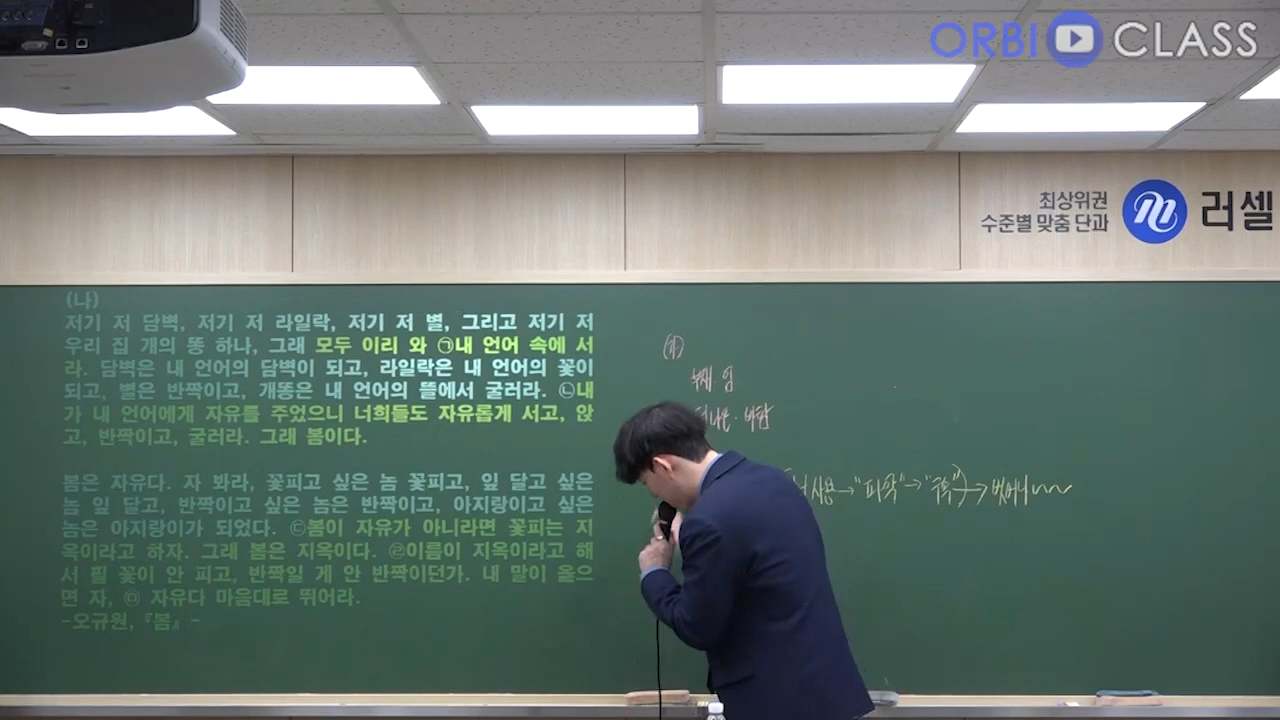 ORBI CLASS
최상위권
수준별 맞춤 단과
러셀
(나)
저기 저 담벽, 저기 저 라일락, 저기 저 별, 그리고 저기 저
우리 집 개의 똥 하나, 그래 모두 이리 와 ㉠내 언어 속에 서
라. 담벽은 내 언어의 담벽이 되고, 라일락은 내 언어의 꽃이
되고, 별은 반짝이고, 개똥은 내 언어의 뜰에서 굴러라. ㉡내
가 내 언어에게 자유를 주었으니 너희들도 자유롭게 서고, 앉
고, 반짝이고, 굴러라. 그래 봄이다.
봄은 자유다. 자 봐라, 꽃피고 싶은 놈 꽃피고, 잎 달고 싶은
놈 잎 달고, 반짝이고 싶은 놈은 반짝이고, 아지랑이고 싶은
놈은 아지랑이가 되었다. ㉢봄이 자유가 아니라면 꽃피는 지
옥이라고 하자. 그래 봄은 지옥이다. ㉣이름이 지옥이라고 해
서 필 꽃이 안 피고, 반짝일 게 안 반짝이던가. 내 말이 옳으
면 자, ㉤ 자유다 마음대로 뛰어라.
-오규원,『봄』-
사용→